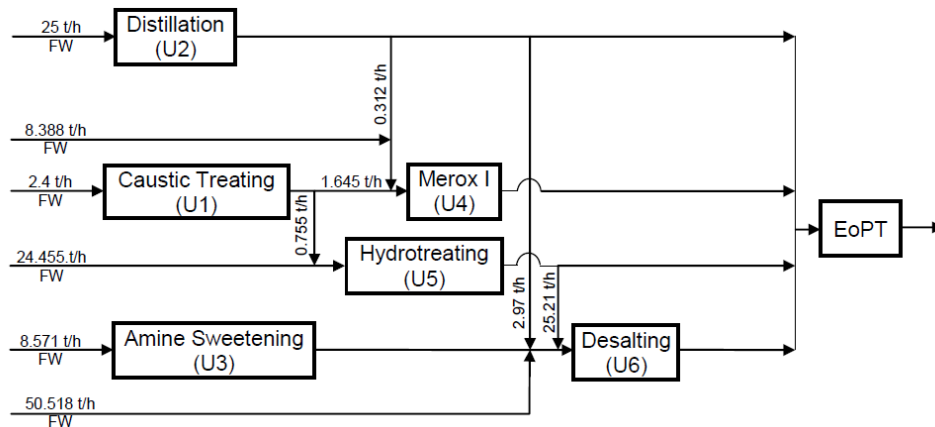 25 t/h
FW
Distillation
(U2)
0.312 t/h
8.388 t/h
FW
2.4 t/h
FW
Caustic Treating
(U1)
1.645 t/h
Merox I
(U4)
0.755 t/h
EoPT
24.455.t/h
FW
Hydrotreating
(U5)
2.97 t/h
25.21 t/h
8.571 t/h
FW
Amine Sweetening
(U3)
Desalting
(U6)
50.518 t/h
FW